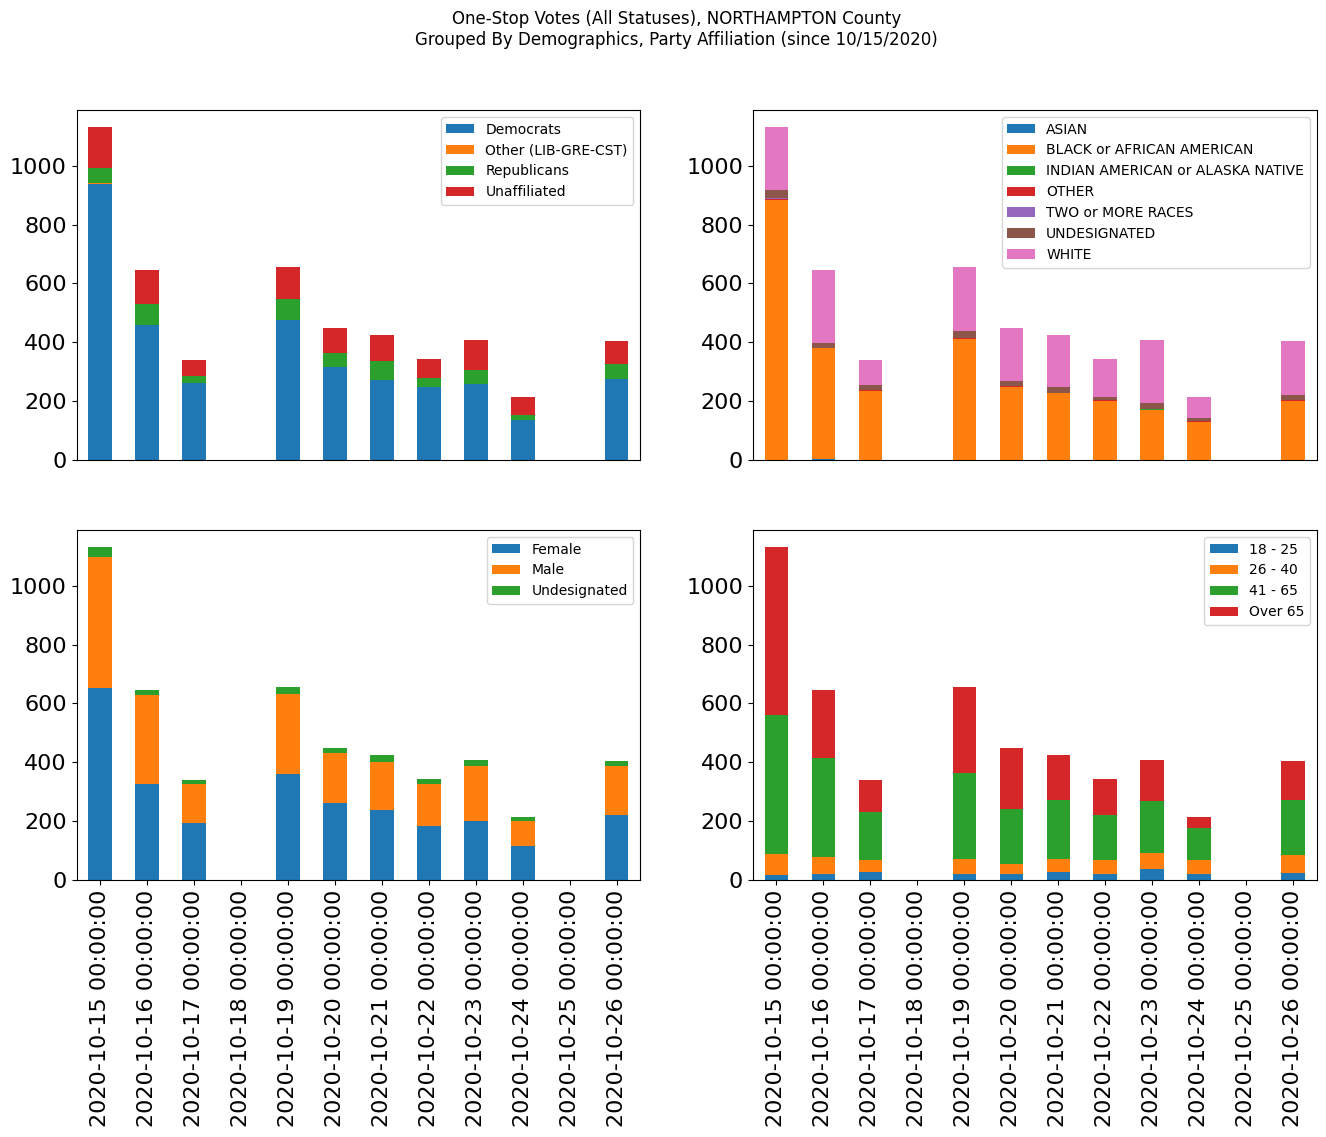 One-Stop Votes (All Statuses), NORTHAMPTON County
Grouped By Demographics, Party Affiliation (since 10/15/2020)
1000
800
600
400
200
0
Democrats
Other (LIB-GRE-CST)
Republicans
Unaffiliated
1000
800
600
400
200
0
ASIAN
BLACK or AFRICAN AMERICAN
INDIAN AMERICAN or ALASKA NATIVE
OTHER
TWO or MORE RACES
UNDESIGNATED
WHITE
1000
800
600
400
200
0
Female
Male
Undesignated
2020-10-15 00:00:00
2020-10-16 00:00:00
2020-10-17 00:00:00
2020-10-18 00:00:00
2020-10-19 00:00:00
2020-10-20 00:00:00
2020-10-21 00:00:00
2020-10-22 00:00:00
2020-10-23 00:00:00
2020-10-24 00:00:00
2020-10-25 00:00:00
2020-10-26 00:00:00
1000
800
600
400
200
0
18 - 25
26 - 40
41 - 65
Over 65
2020-10-15 00:00:00
2020-10-16 00:00:00
2020-10-17 00:00:00
2020-10-18 00:00:00
2020-10-19 00:00:00
2020-10-20 00:00:00
2020-10-21 00:00:00
2020-10-22 00:00:00
2020-10-23 00:00:00
2020-10-24 00:00:00
2020-10-25 00:00:00
2020-10-26 00:00:00